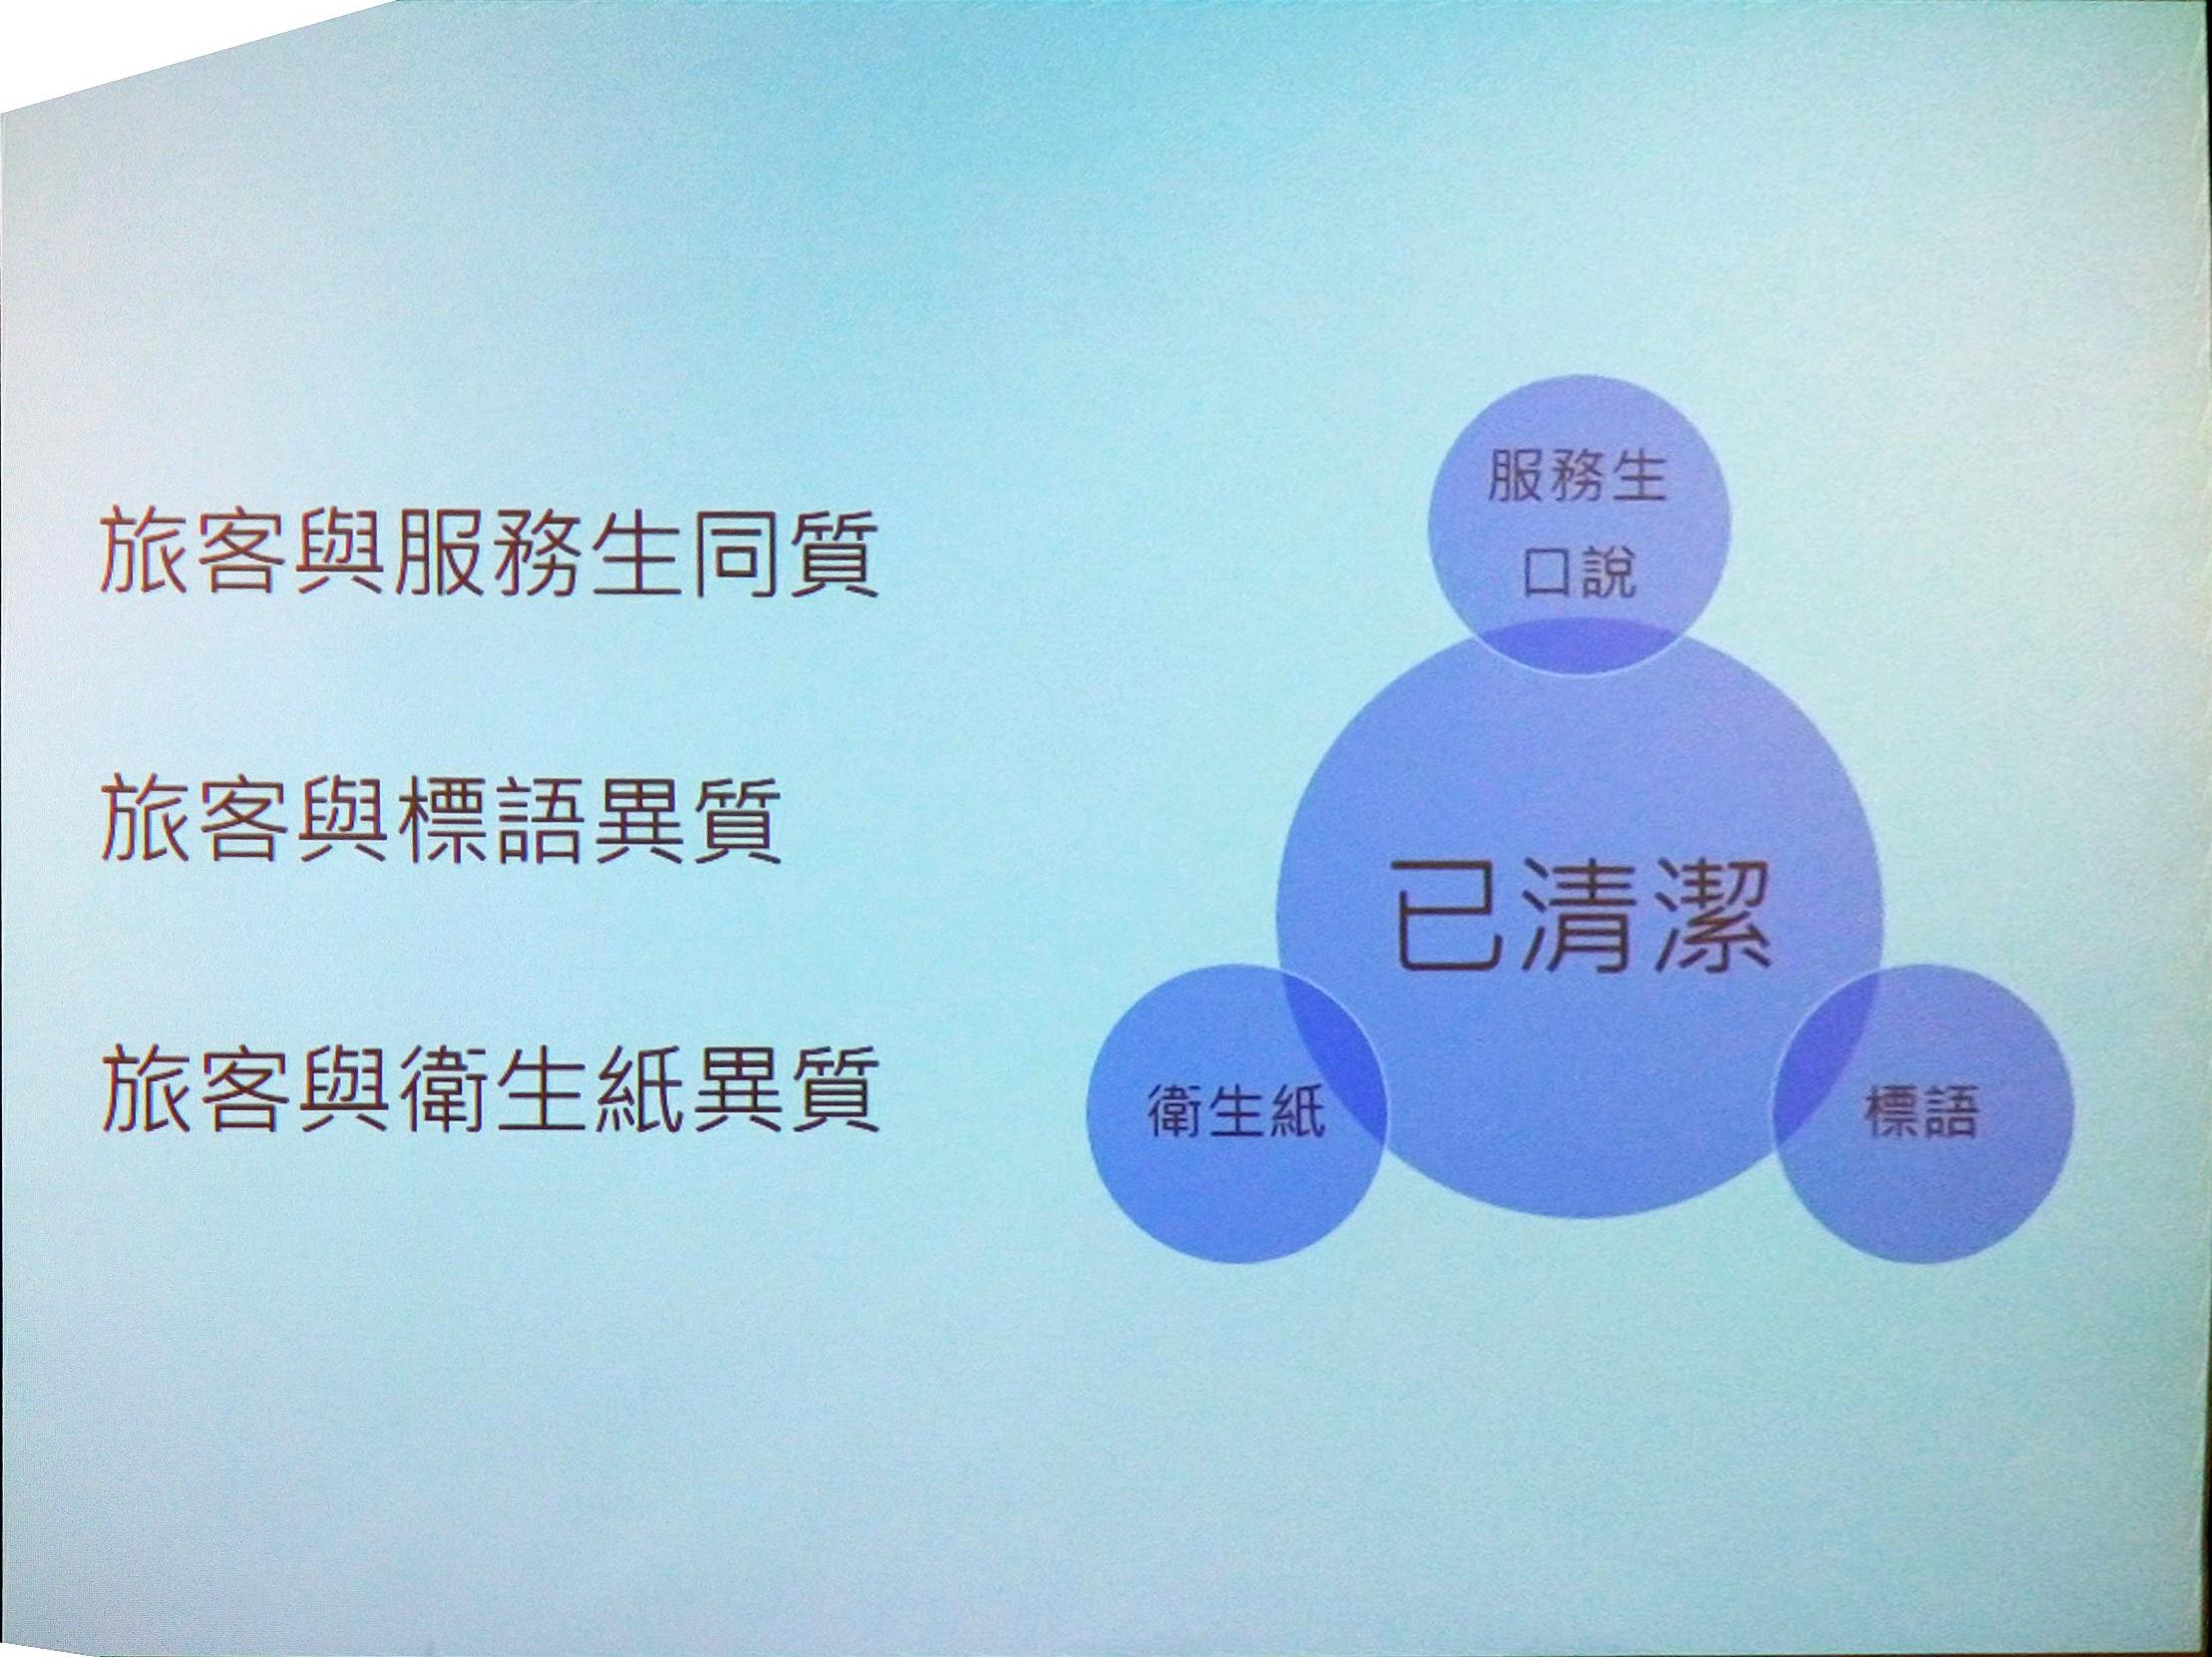 旅客與服務生同質
旅客與標語異質
旅客與衛生紙異質
服務生
口說
已清潔
衛生紙
標語